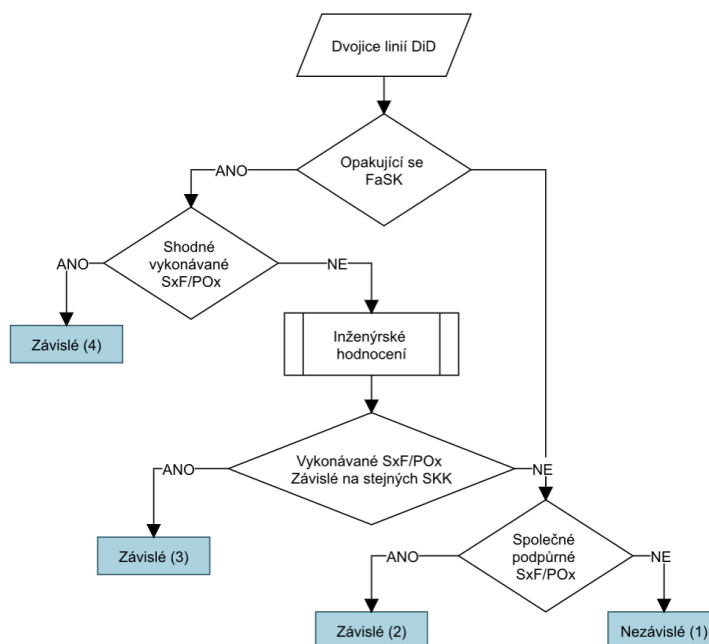 Dvojice linií DiD
Opakující se
FaSK
ANO
Shodné
vykonávané
SxF/POx
ANO
NE
Inženýrské
hodnocení
Závislé (4)
Vykonávané SxF/POx
Závislé na stejných SKK
ANO
NE
Společné
podpůrné
SxF/POx
Závislé (3)
ANO
NE
Závislé (2)
Nezávislé (1)